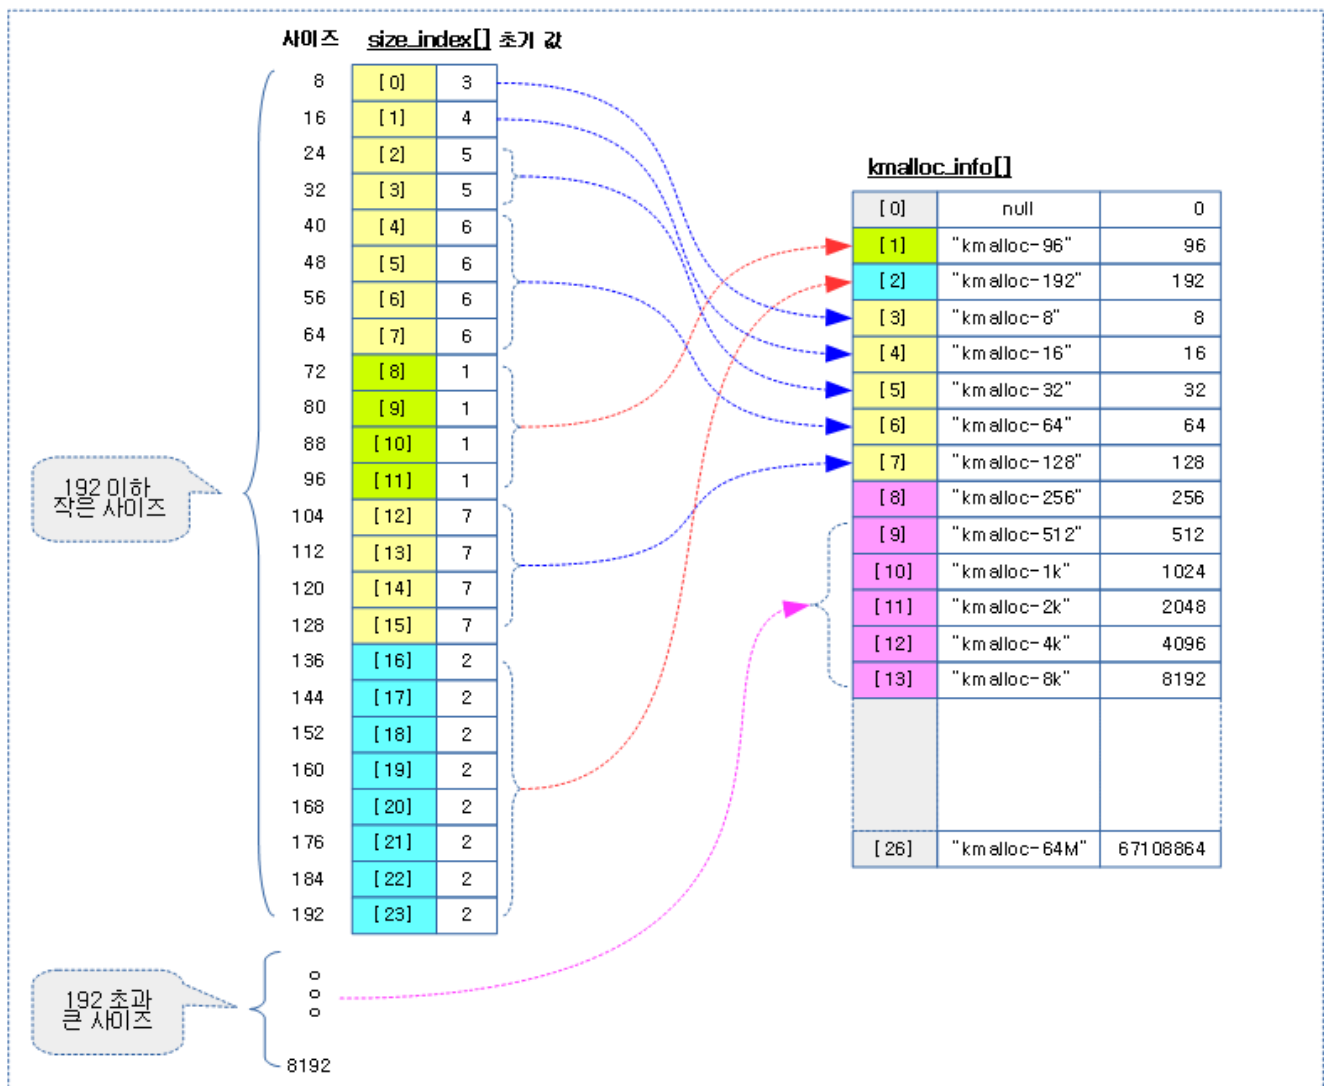 사이즈 size_index[] 초기 값
8 [0] 3
16 [1] 4
24 [2] 5
32 [3] 5
40 [4] 6
48 [5] 6
56 [6] 6
64 [7] 6
72 [8] 1
80 [9] 1
88 [10] 1
96 [11] 1
104 [12] 7
112 [13] 7
120 [14] 7
128 [15] 7
136 [16] 2
144 [17] 2
152 [18] 2
160 [19] 2
168 [20] 2
176 [21] 2
184 [22] 2
192 [23] 2
8192
192 이하
작은 사이즈
192 초과
큰 사이즈
kmalloc_info[]
[0] null 0
[1] "kmalloc-96" 96
[2] "kmalloc-192" 192
[3] "kmalloc-8" 8
[4] "kmalloc-16" 16
[5] "kmalloc-32" 32
[6] "kmalloc-64" 64
[7] "kmalloc-128" 128
[8] "kmalloc-256" 256
[9] "kmalloc-512" 512
[10] "kmalloc-1k" 1024
[11] "kmalloc-2k" 2048
[12] "kmalloc-4k" 4096
[13] "kmalloc-8k" 8192
[26] "kmalloc-64M" 67108864